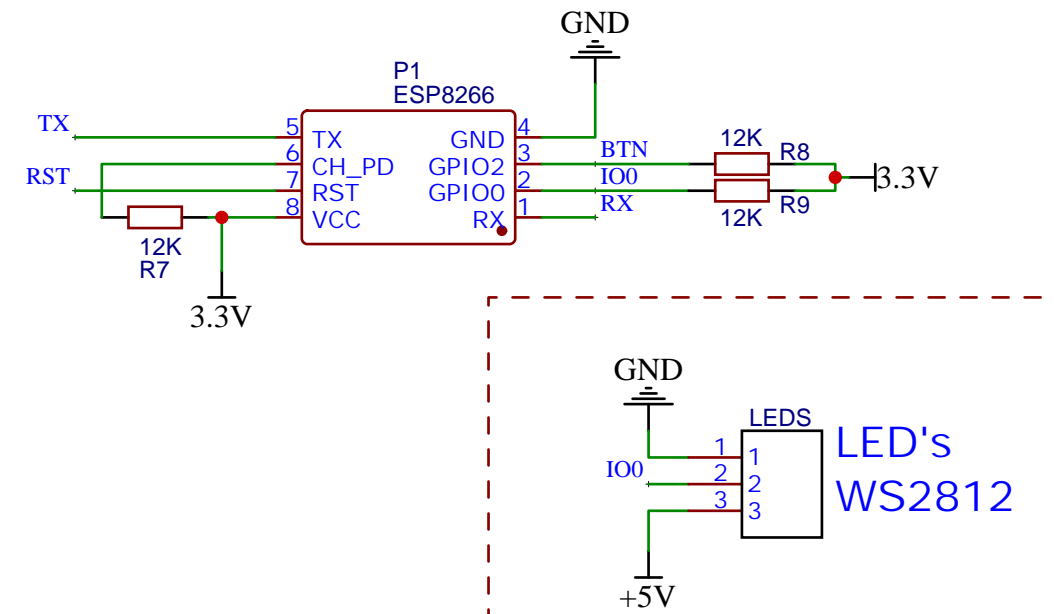 GND
P1
ESP8266
TX
5
TX
GND
4
6
CH_PD
GPIO2
3
BTN
12K
R8
RST
7
RST
GPIO0
2
IO0
3.3V
8
VCC
RX
1
RX
12K
R9
12K
R7
3.3V
GND
LEDS
LED's
1
1
IO0
2
2
WS2812
3
3
+5V